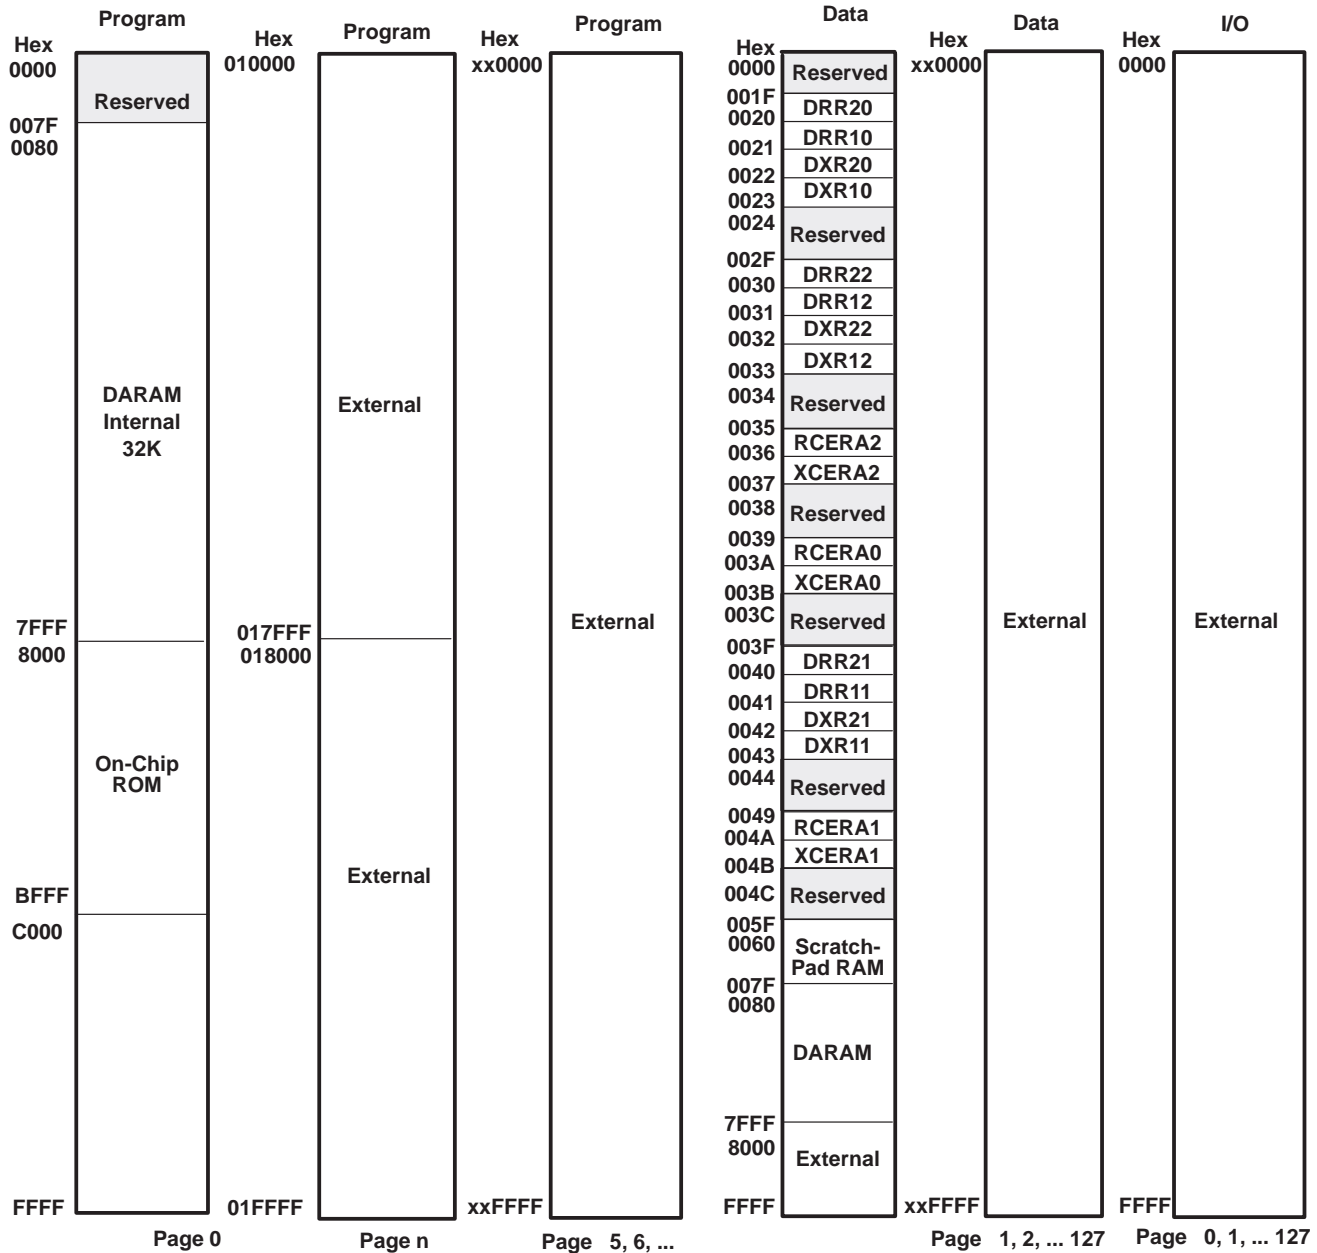 Program
Hex
0000
Reserved
007F
0080
DARAM
Internal
32K
7FFF
8000
On-Chip
ROM
BFFF
C000
FFFF
Page 0
Program
Hex
010000
External
017FFF
018000
External
01FFFF
Page n
Program
Hex
xx0000
External
xxFFFF
Page 5, 6, ...
Data
Hex
0000
Reserved
001F
DRR20
0020
DRR10
0021
DXR20
0022
DXR10
0023
0024
Reserved
002F
DRR22
0030
DRR12
0031
DXR22
0032
DXR12
0033
0034
Reserved
0035
RCERA2
0036
XCERA2
0037
0038
Reserved
0039
RCERA0
003A
XCERA0
003B
003C
Reserved
003F
DRR21
0040
DRR11
0041
DXR21
0042
DXR11
0043
0044
Reserved
0049
RCERA1
004A
XCERA1
004B
004C
Reserved
005F
0060
Scratch-
Pad RAM
007F
0080
DARAM
7FFF
8000
External
FFFF
Data
Hex
xx0000
External
xxFFFF
Page 1, 2, ... 127
I/O
Hex
0000
External
FFFF
Page 0, 1, ... 127